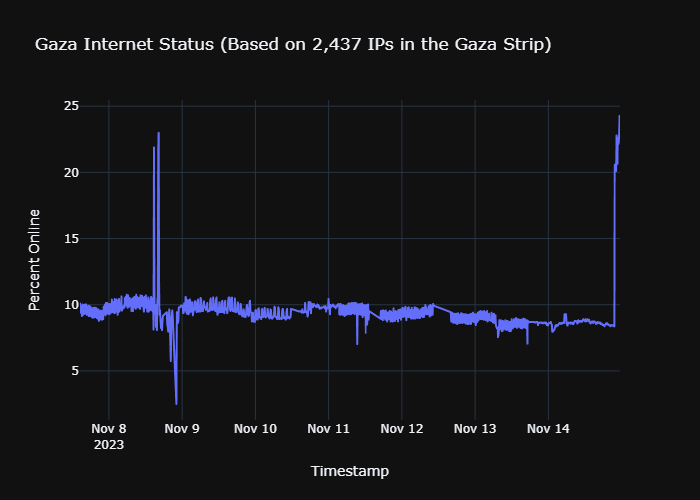 Gaza Internet Status (Based on 2,437 IPs in the Gaza Strip)
25
20
15
10
5
Percent Online
Nov 8 Nov 9 Nov 10 Nov 11 Nov 12 Nov 13 Nov 14
2023
Timestamp